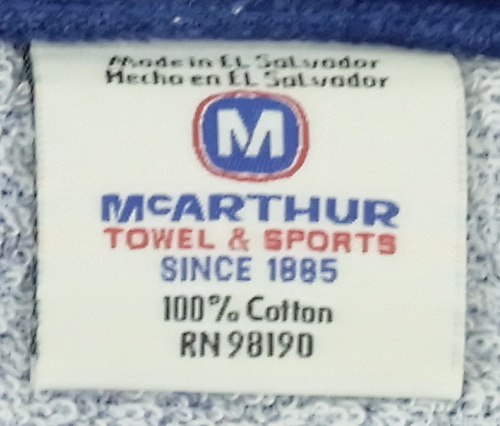 Made in EL Salvador
Hecho en EL Salvador
M
McARTHUR
TOWEL & SPORTS
SINCE 1885
100% Cotton
RN 98190